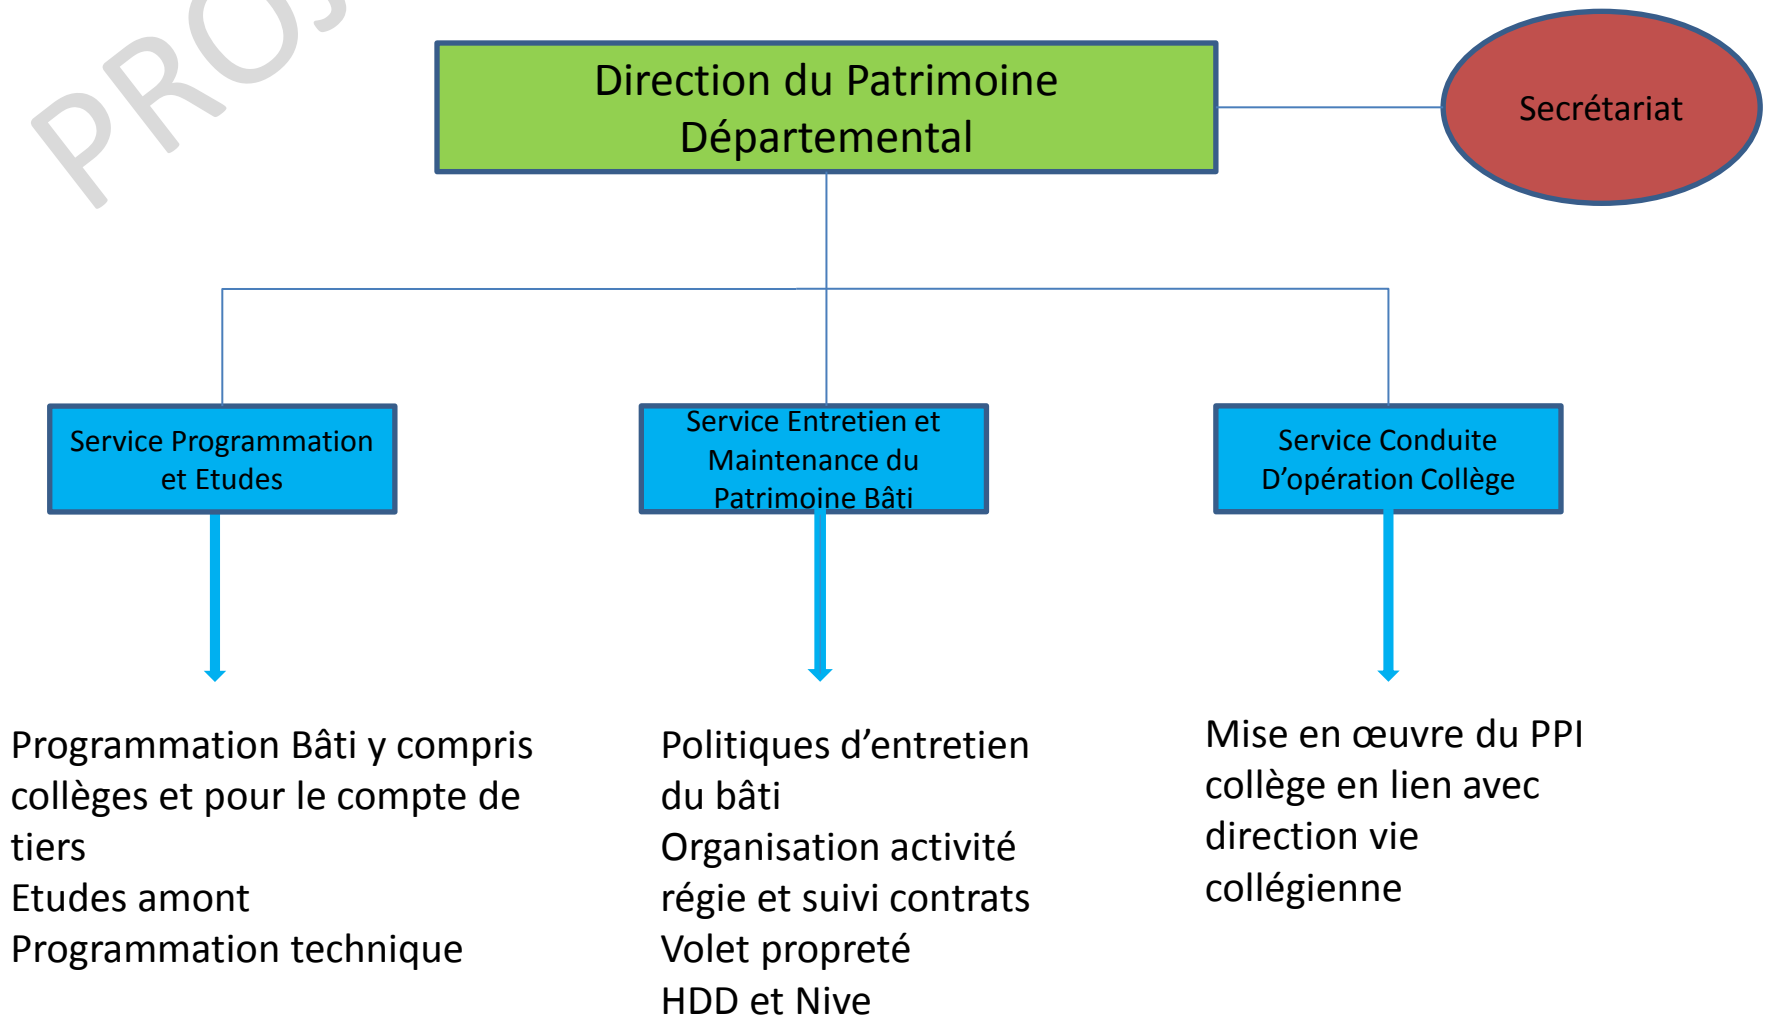 PROJ
Direction du Patrimoine
Départemental
Secrétariat
Service Programmation
et Etudes
Service Entretien et
Maintenance du
Patrimoine Bâti
Service Conduite
D’opération Collège
Programmation Bâti y compris
collèges et pour le compte de
tiers
Etudes amont
Programmation technique
Politiques d’entretien
du bâti
Organisation activité
régie et suivi contrats
Volet propreté
HDD et Nive
Mise en œuvre du PPI
collège en lien avec
direction vie
collégienne